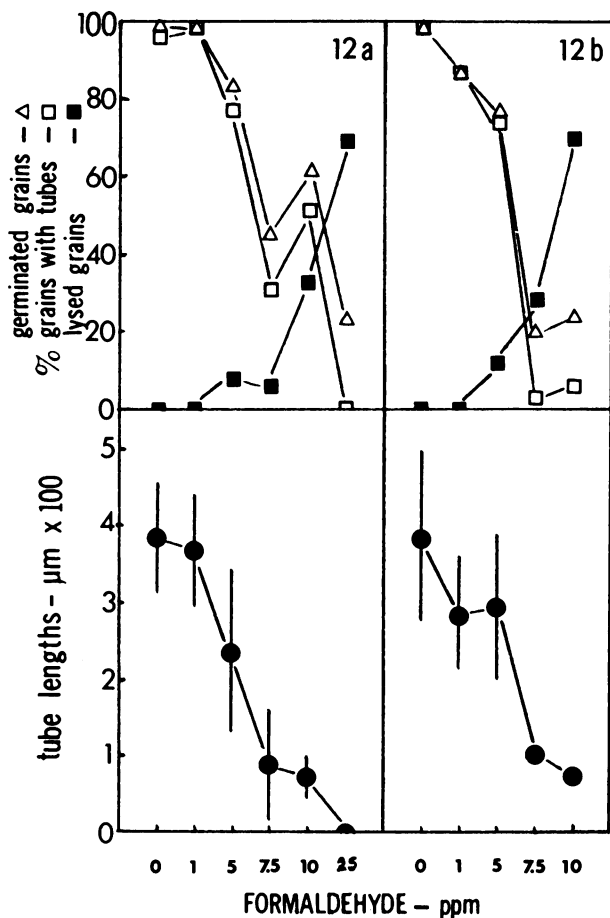 12a
12b
germinated grains – △
% grains with tubes – □
lysed grains – ■
100
80
60
40
20
0
5
4
3
2
1
0
tube lengths – µm x 100
0 1 5 7.5 10 25
0 1 5 7.5 10
FORMALDEHYDE – ppm